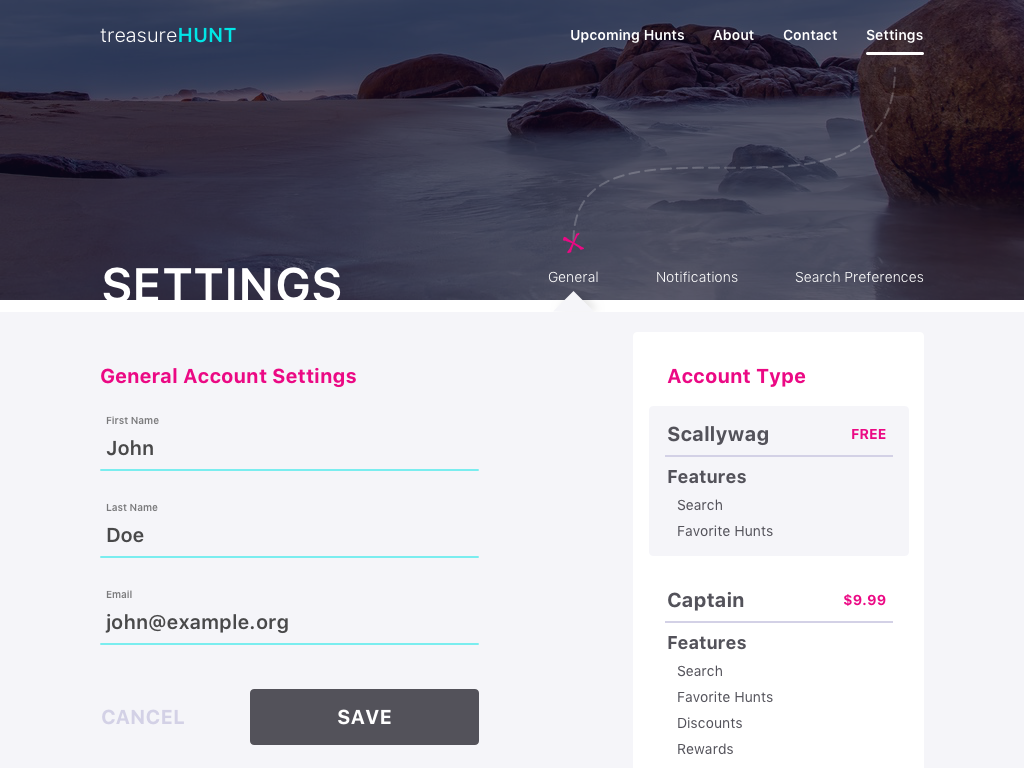 treasureHUNT
Upcoming Hunts About Contact Settings
SETTINGS
General Notifications Search Preferences
General Account Settings
First Name
John
Last Name
Doe
Email
john@example.org
CANCEL SAVE
Account Type
Scallywag FREE
Features
Search
Favorite Hunts
Captain $9.99
Features
Search
Favorite Hunts
Discounts
Rewards